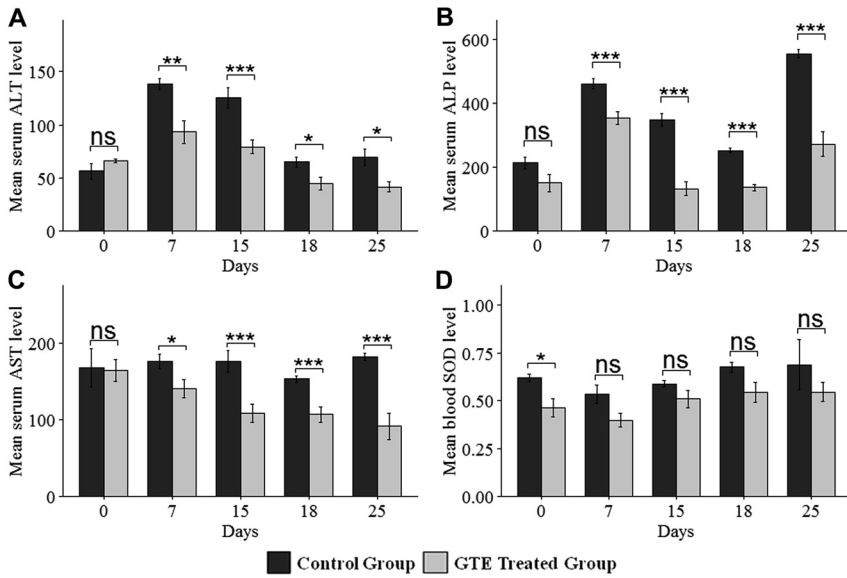 A
Mean serum ALT level
150
100
50
0
ns
**
***
*
*
0 7 15 18 25
Days
B
Mean serum ALP level
600
400
200
0
ns
***
***
***
***
0 7 15 18 25
Days
C
Mean serum AST level
200
100
0
ns
*
***
***
***
0 7 15 18 25
Days
D
Mean blood SOD level
1.00
0.75
0.50
0.25
0.00
*
ns
ns
ns
ns
0 7 15 18 25
Days
Control Group GTE Treated Group